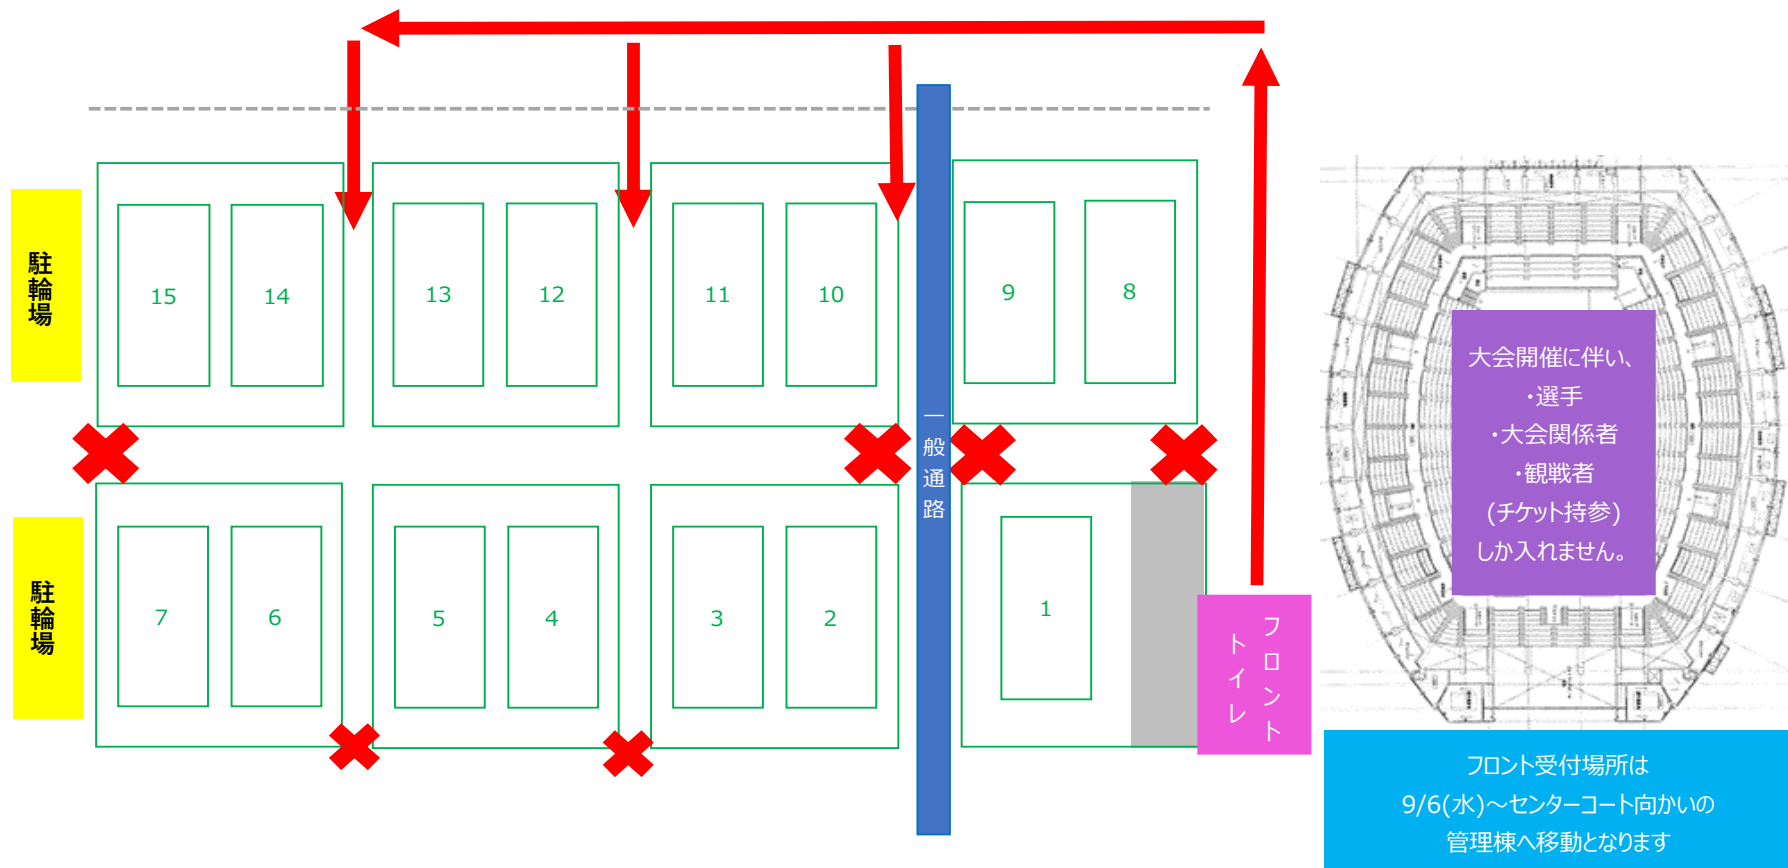 駐輪場
15
14
13
12
11
10
9
8
一般通路
駐輪場
7
6
5
4
3
2
1
フロント
トイレ
大会開催に伴い、
・選手
・大会関係者
・観戦者
(チケット持参)
しか入れません。
フロント受付場所は
9/6(水)～センターコート向かいの
管理棟へ移動となります